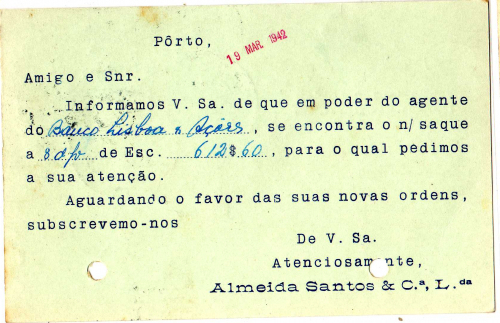 Pôrto, 19 MAR. 1942
Amigo e Snr.
Informamos V. Sa. de que em poder do agente
do Banco Lisboa & Açores, se encontra o n/ saque
a 8 d/v de Esc. 612$60, para o qual pedimos
a sua atenção.
Aguardando o favor das suas novas ordens,
subscrevemo-nos
De V. Sa.
Atenciosamente,
Almeida Santos & C.ª, L.da